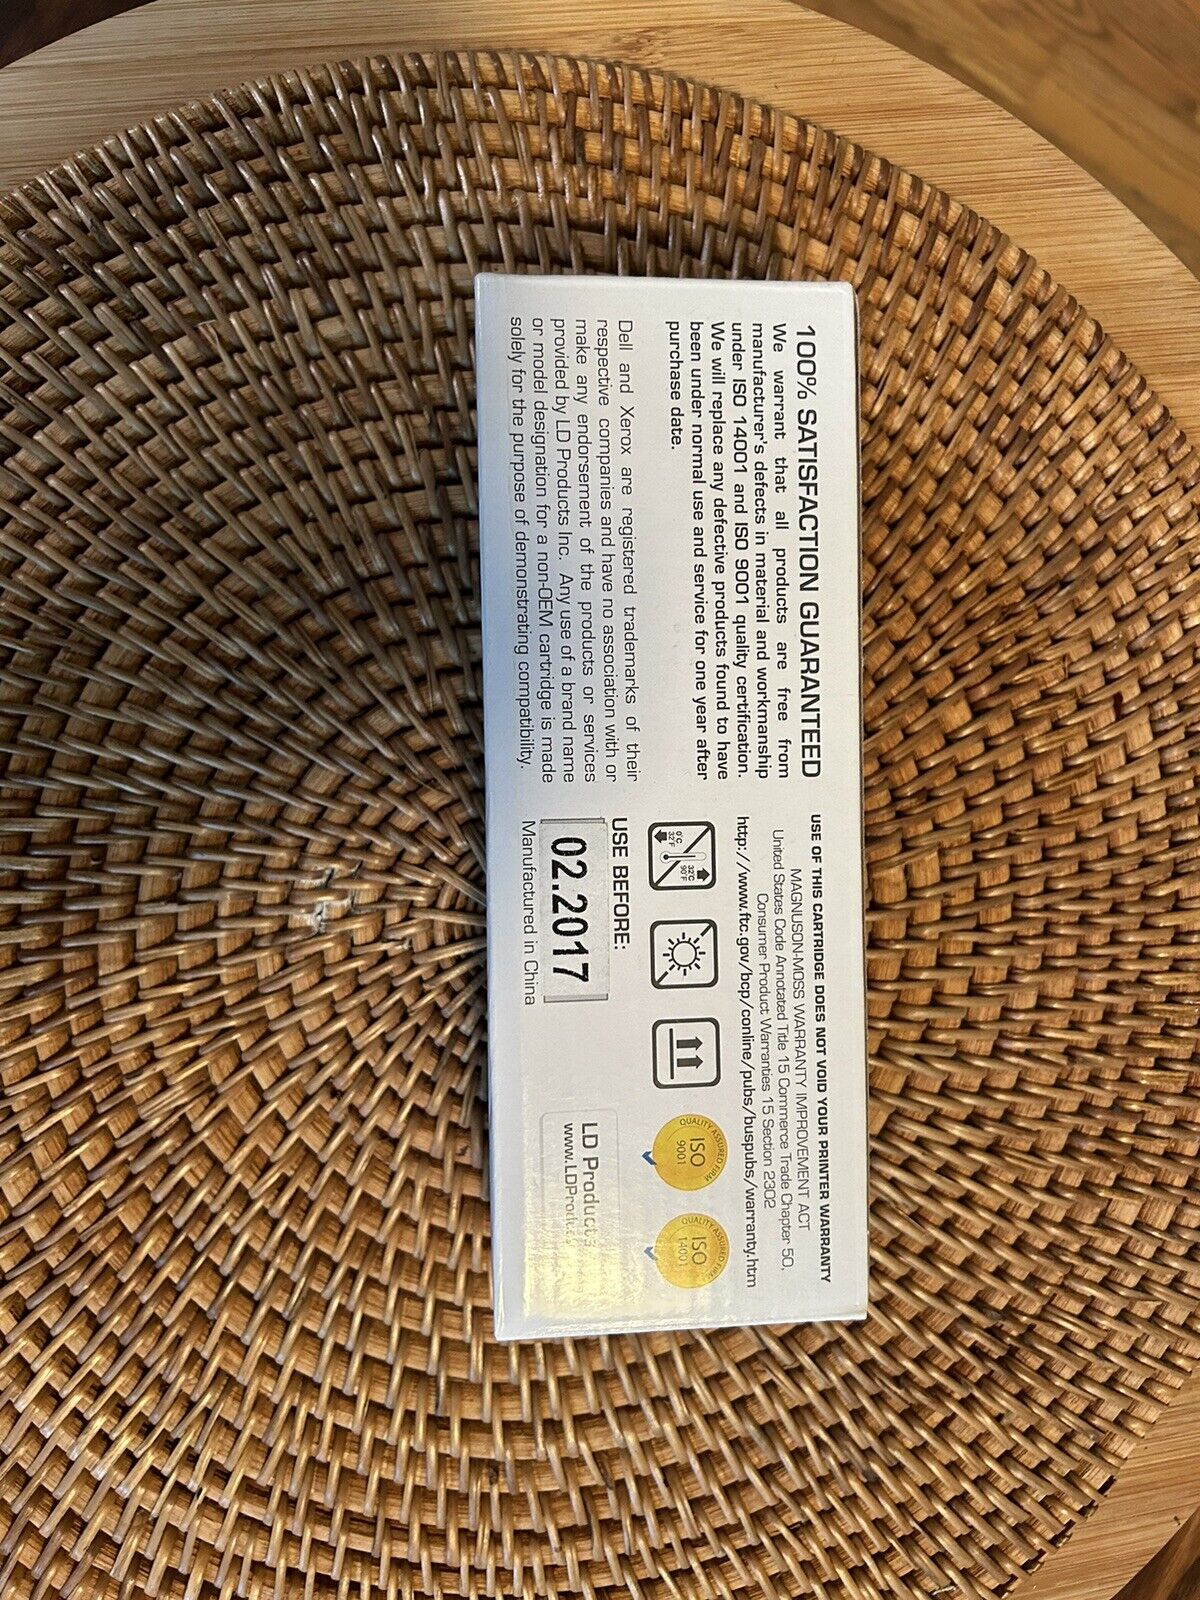 100% SATISFACTION GUARANTEED
We warrant that all products are free from
manufacturer's defects in material and workmanship
under ISO 14001 and ISO 9001 quality certification.
We will replace any defective products found to have
been under normal use and service for one year after
purchase date.
Dell and Xerox are registered trademarks of their
respective companies and have no association with or
make any endorsement of the products or services
provided by LD Products Inc. Any use of a brand name
or model designation for a non-OEM cartridge is made
solely for the purpose of demonstrating compatibility.
USE OF THIS CARTRIDGE DOES NOT VOID YOUR PRINTER WARRANTY
MAGNUSON-MOSS WARRANTY IMPROVEMENT ACT
United States Code Annotated Title 15 Commerce Trade Chapter 50,
Consumer Product Warranties 15 Section 2302
http://www.ftc.gov/bcp/conline/pubs/buspubs/warranty.htm
32°C
90°F
0°C
32°F
QUALITY ASSURED FIRM
ISO
9001
QUALITY ASSURED FIRM
ISO
14001
USE BEFORE:
02.2017
Manufactured in China
LD Products